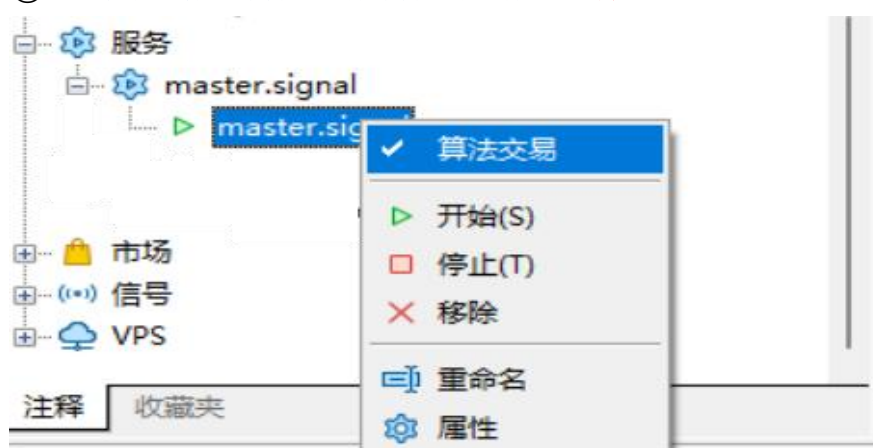 服务
master.signal
master.sig
算法交易
开始(S)
停止(T)
移除
重命名
属性
市场
信号
VPS
注释
收藏夹